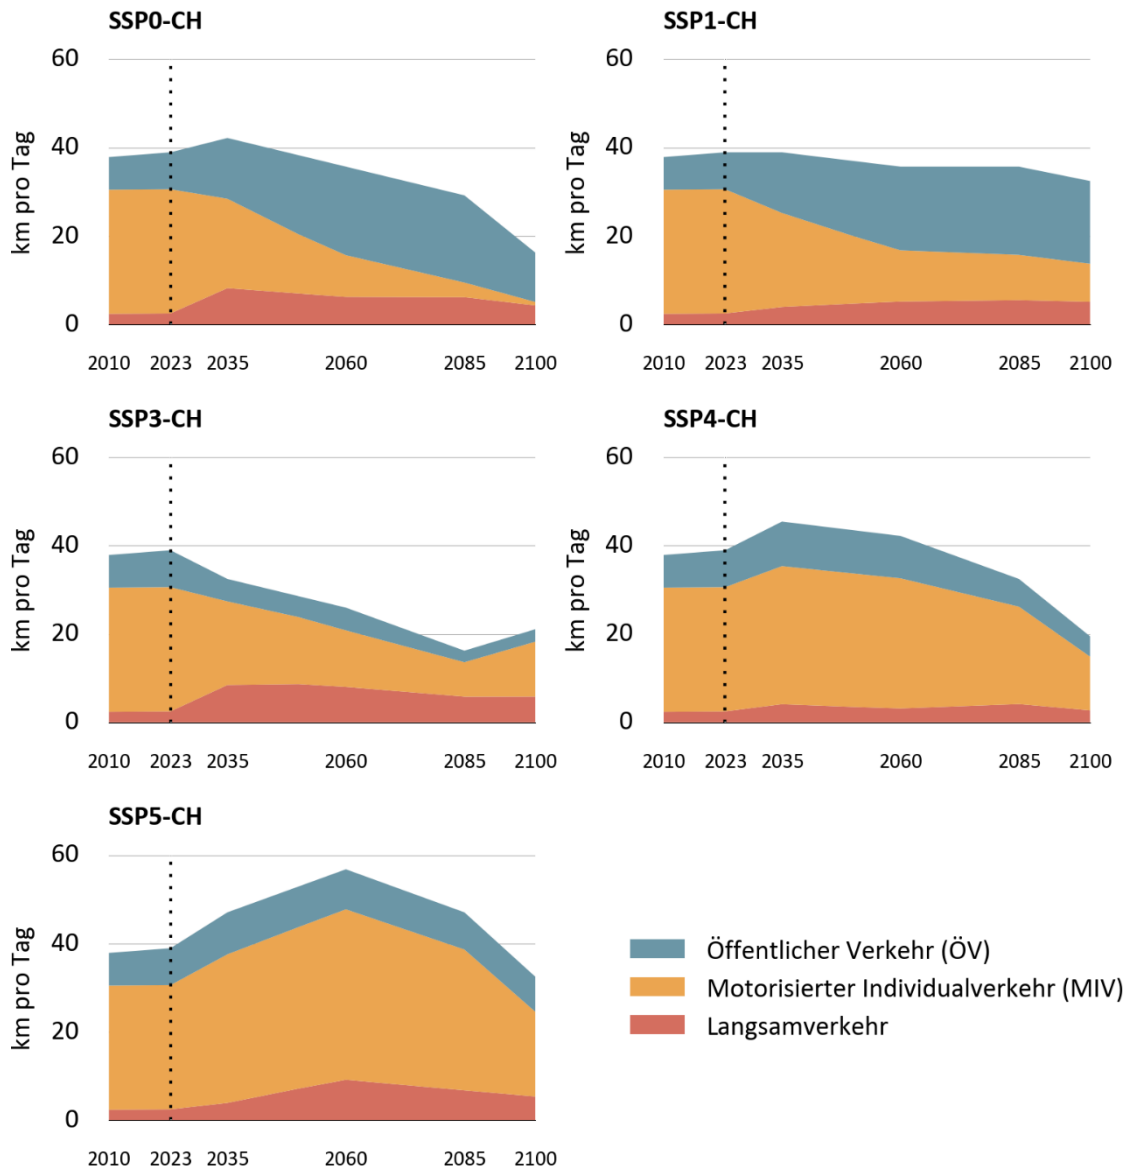 SSP0-CH
60
40
20
0
km pro Tag
2010 2023 2035 2060 2085 2100
SSP1-CH
60
40
20
0
km pro Tag
2010 2023 2035 2060 2085 2100
SSP3-CH
60
40
20
0
km pro Tag
2010 2023 2035 2060 2085 2100
SSP4-CH
60
40
20
0
km pro Tag
2010 2023 2035 2060 2085 2100
SSP5-CH
60
40
20
0
km pro Tag
2010 2023 2035 2060 2085 2100
Öffentlicher Verkehr (ÖV)
Motorisierter Individualverkehr (MIV)
Langsamverkehr